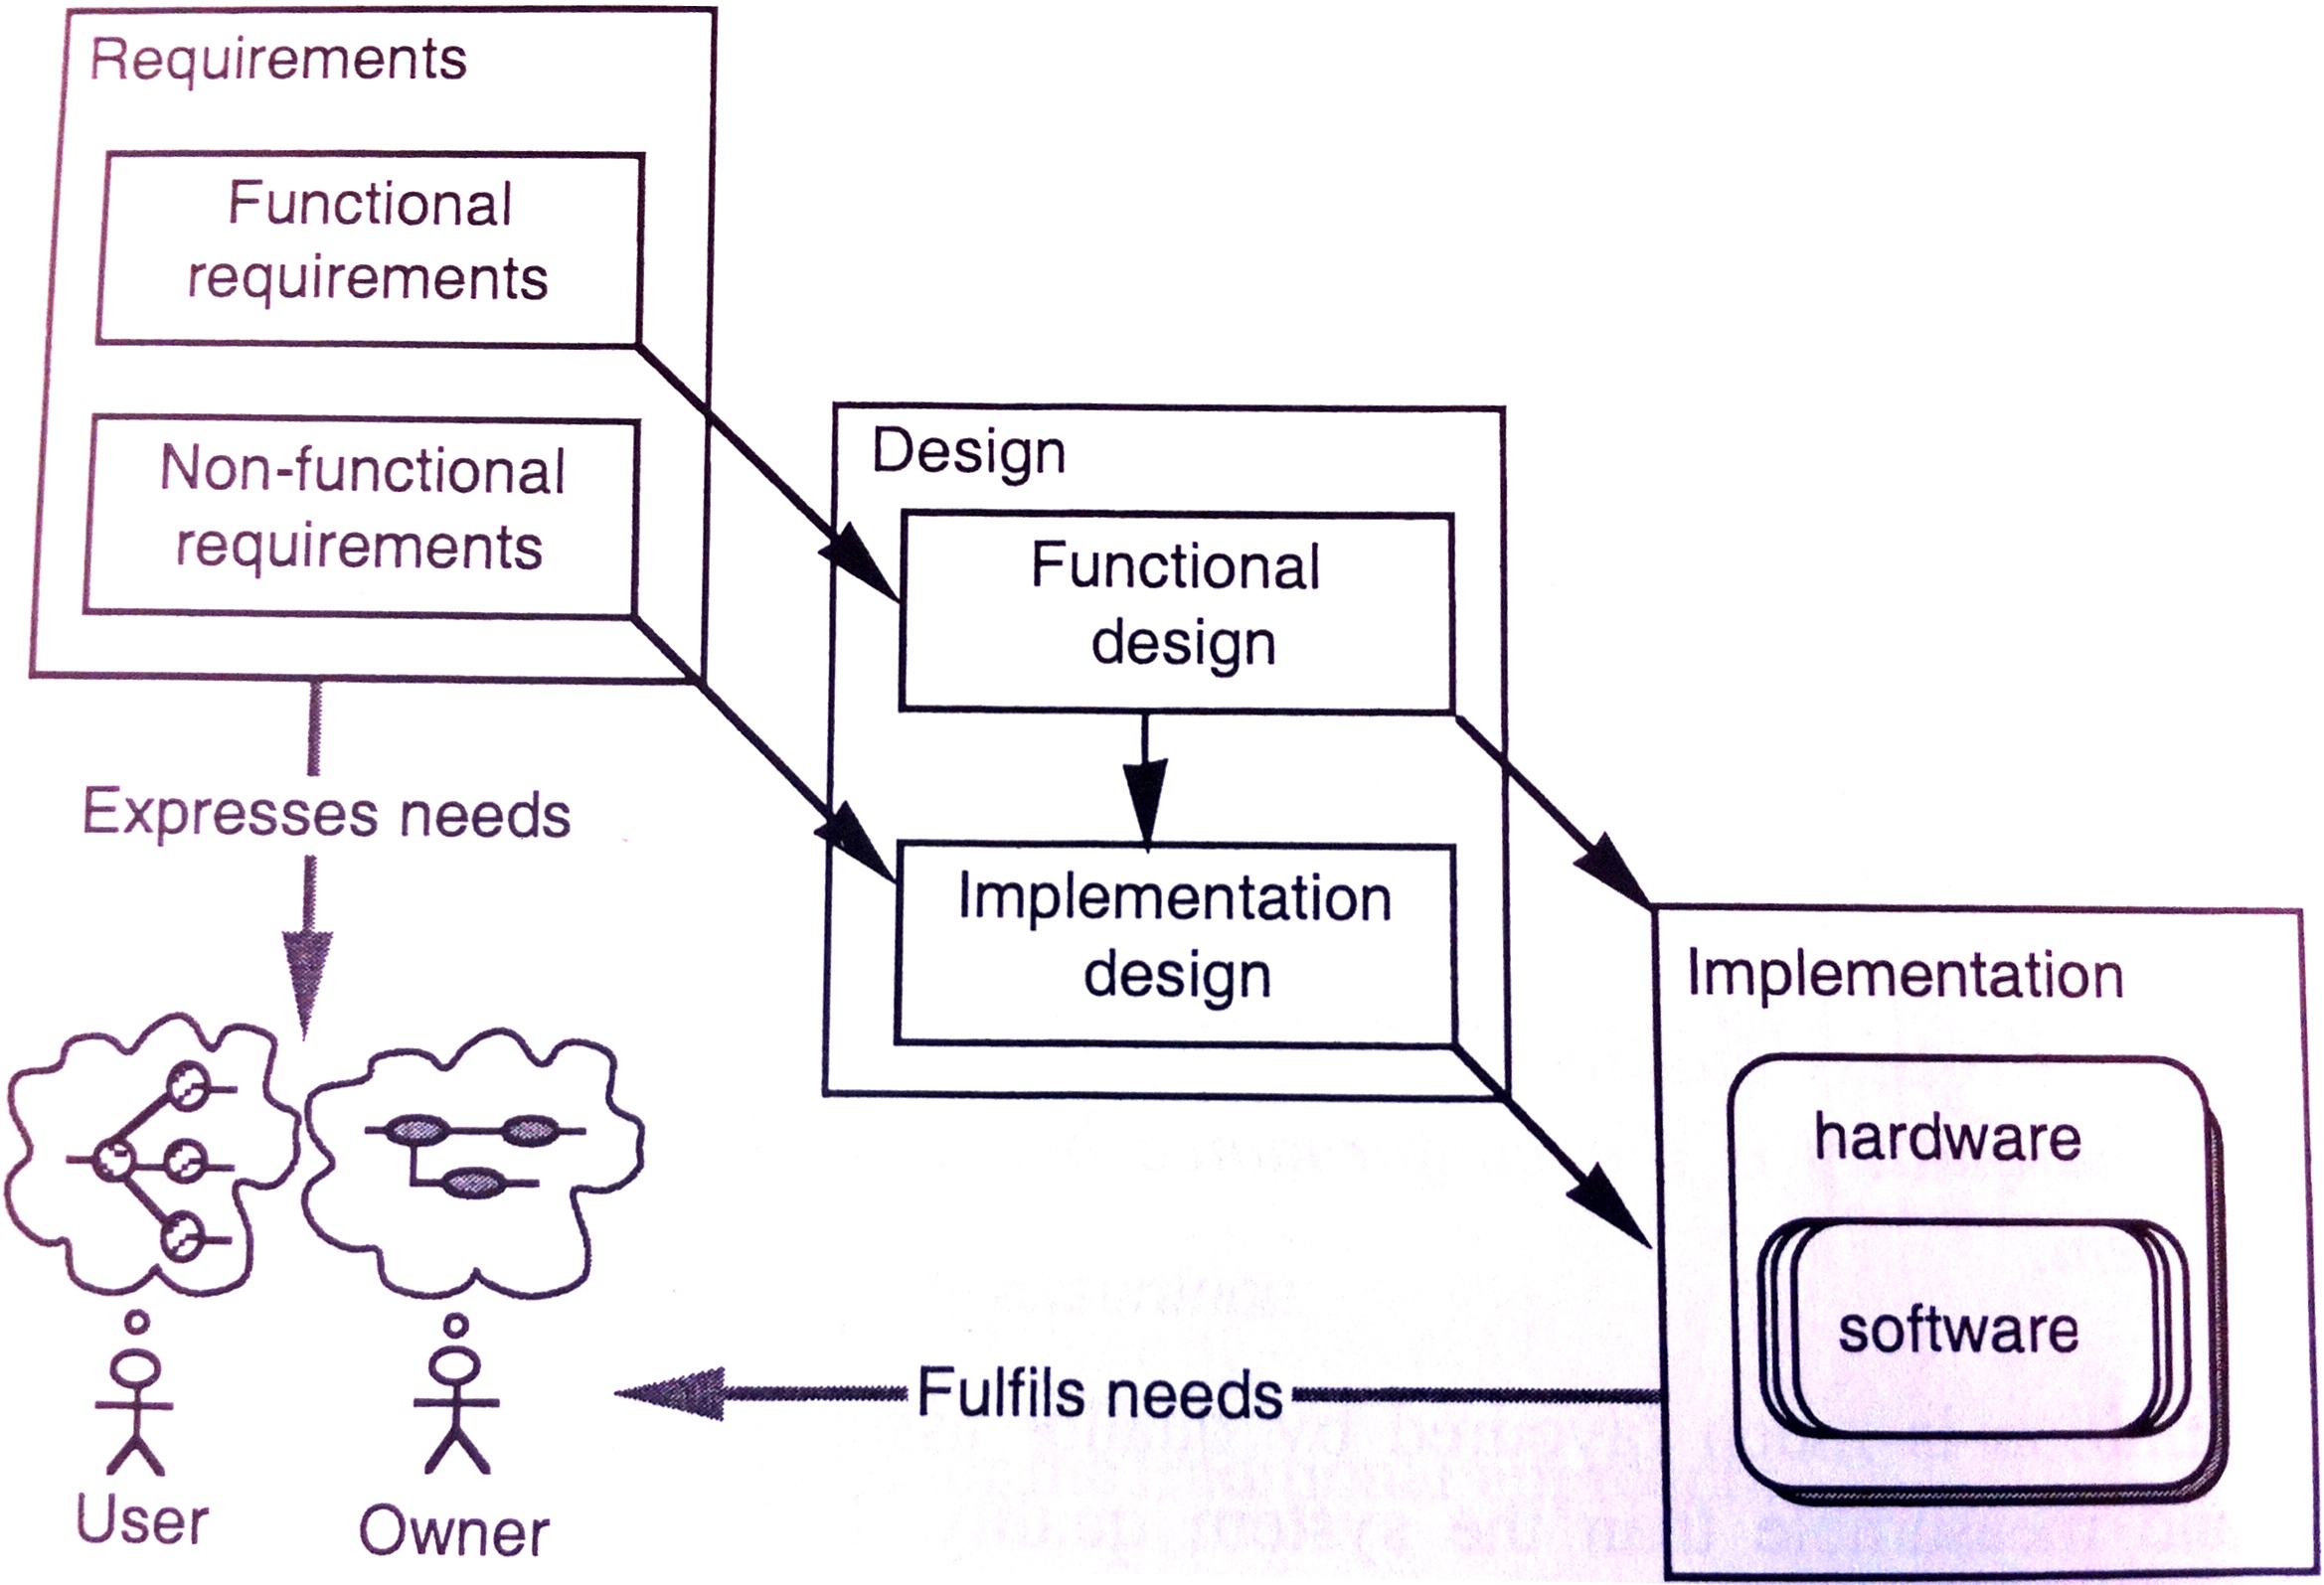 Requirements
Functional
requirements
Non-functional
requirements
Expresses needs
User
Owner
Design
Functional
design
Implementation
design
Fulfils needs
Implementation
hardware
software